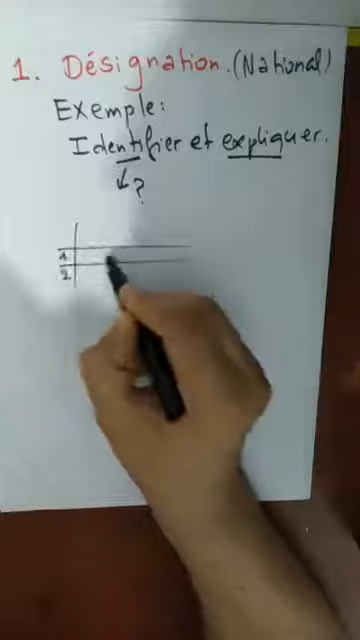 1. Désignation. (National)
Exemple:
Identifier et expliquer.
↓?
1
2